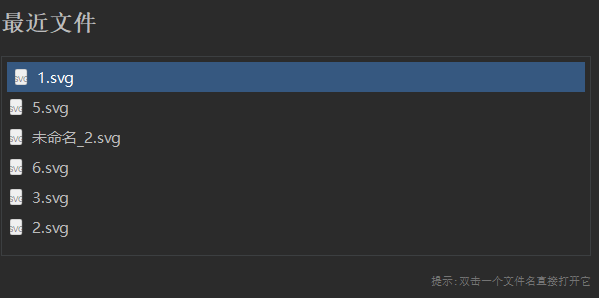 最近文件
SVG 1.svg
SVG 5.svg
SVG 未命名_2.svg
SVG 6.svg
SVG 3.svg
SVG 2.svg
提示:双击一个文件名直接打开它